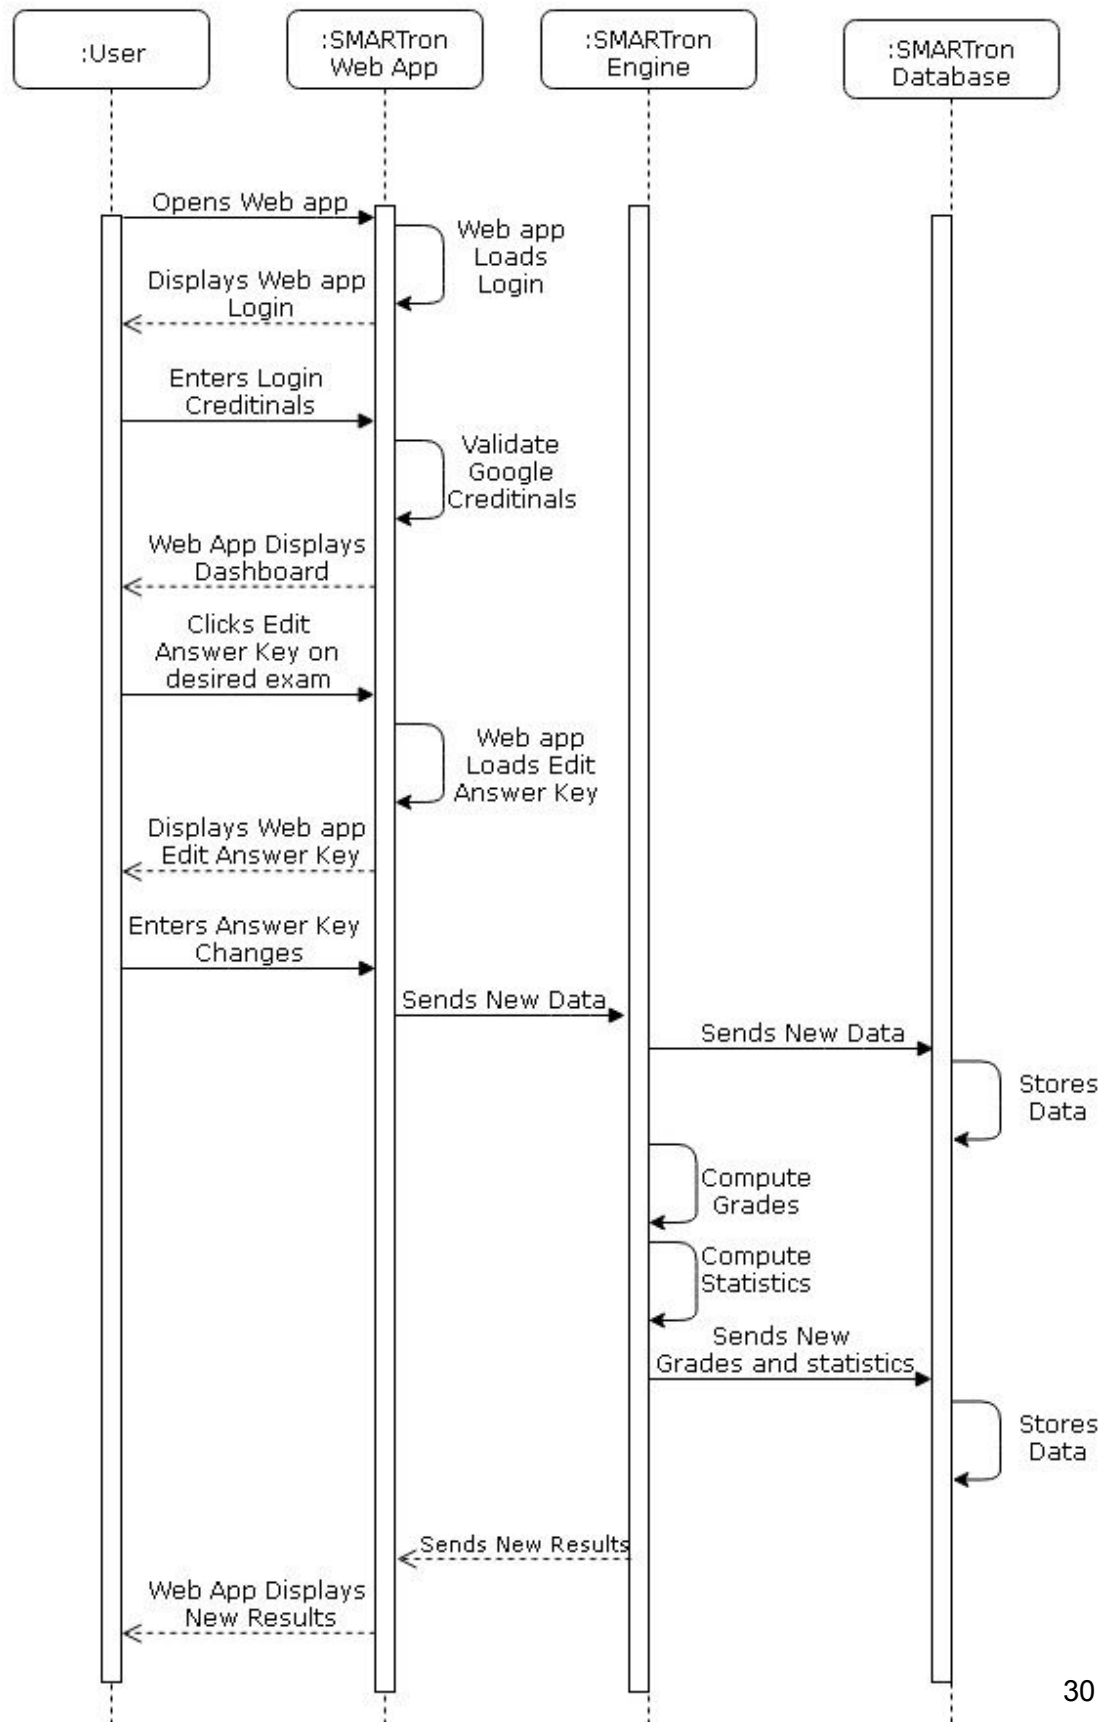 :User
:SMARTron
Web App
:SMARTron
Engine
:SMARTron
Database
Opens Web app
Web app
Loads
Login
Displays Web app
Login
Enters Login
Creditinals
Validate
Google
Creditinals
Web App Displays
Dashboard
Clicks Edit
Answer Key on
desired exam
Web app
Loads Edit
Answer Key
Displays Web app
Edit Answer Key
Enters Answer Key
Changes
Sends New Data
Sends New Data
Stores
Data
Compute
Grades
Compute
Statistics
Sends New
Grades and statistics
Stores
Data
Sends New Results
Web App Displays
New Results
30